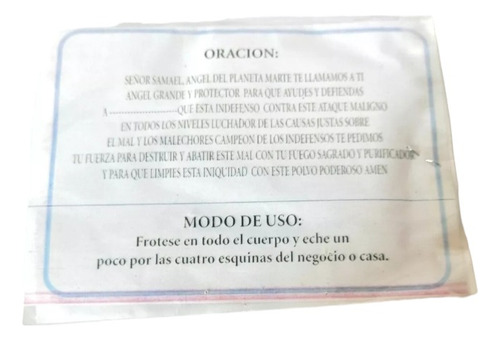 ORACION:
SEÑOR SAMAEL, ANGEL DEL PLANETA MARTE TE LLAMAMOS A TI
ANGEL GRANDE Y PROTECTOR PARA QUE AYUDES Y DEFIENDAS
A --------------------QUE ESTA INDEFENSO CONTRA ESTE ATAQUE MALIGNO
EN TODOS LOS NIVELES LUCHADOR DE LAS CAUSAS JUSTAS SOBRE
EL MAL Y LOS MALECHORES CAMPEON DE LOS INDEFENSOS TE PEDIMOS
TU FUERZA PARA DESTRUIR Y ABATIR ESTE MAL CON TU FUEGO SAGRADO Y PURIFICADOR
Y PARA QUE LIMPIES ESTA INIQUIDAD CON ESTE POLVO PODEROSO AMEN
MODO DE USO:
Frotese en todo el cuerpo y eche un
poco por las cuatro esquinas del negocio o casa.